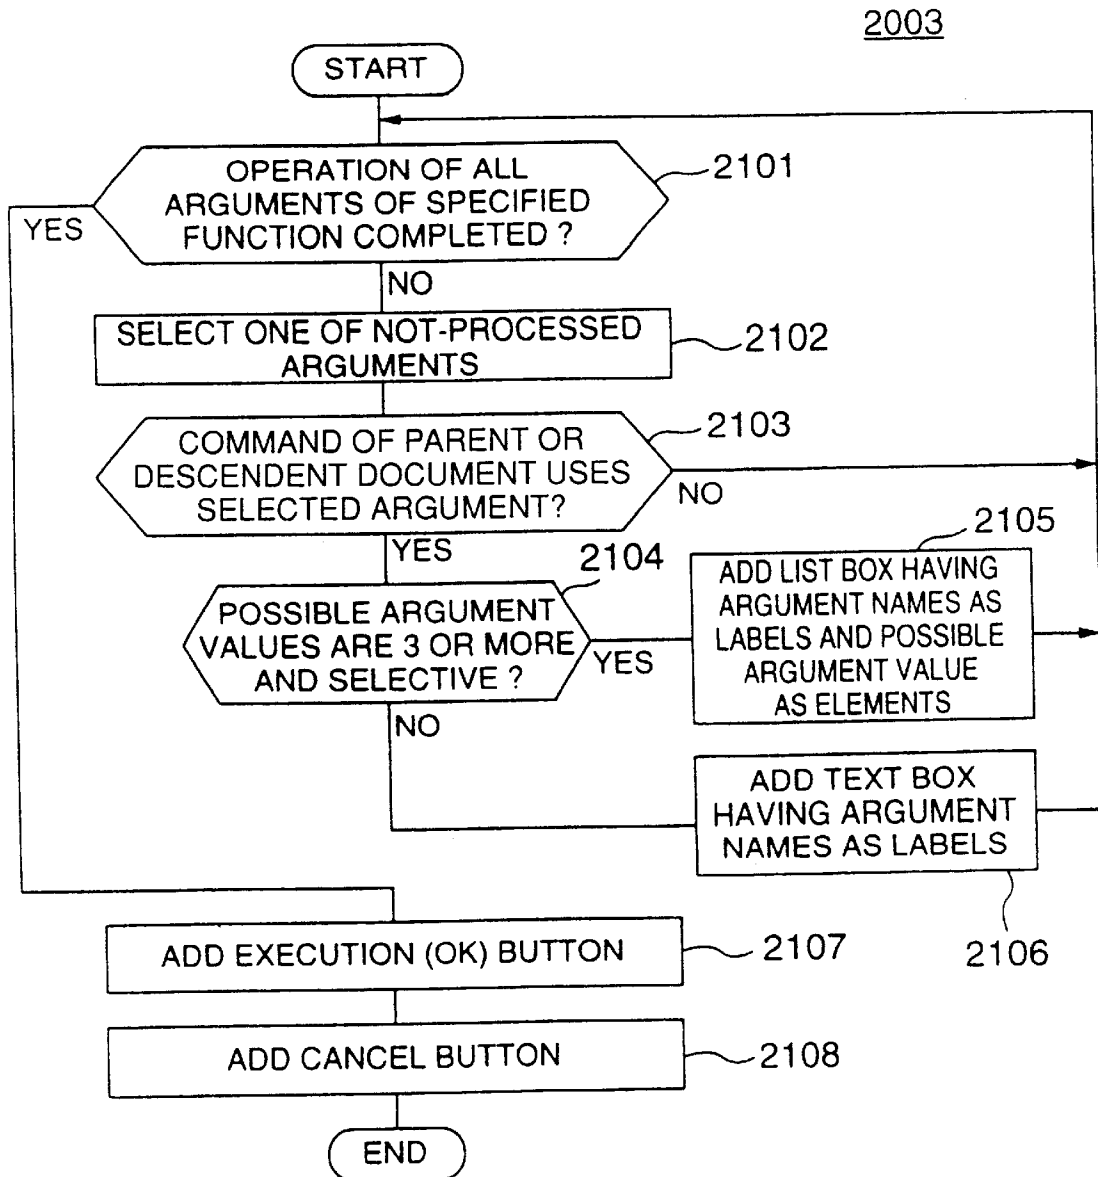 2003
START
OPERATION OF ALL
ARGUMENTS OF SPECIFIED
FUNCTION COMPLETED ?
2101
YES
NO
SELECT ONE OF NOT-PROCESSED
ARGUMENTS
2102
COMMAND OF PARENT OR
DESCENDENT DOCUMENT USES
SELECTED ARGUMENT?
2103
NO
YES
2104
POSSIBLE ARGUMENT
VALUES ARE 3 OR MORE
AND SELECTIVE ?
YES
NO
2105
ADD LIST BOX HAVING
ARGUMENT NAMES AS
LABELS AND POSSIBLE
ARGUMENT VALUE
AS ELEMENTS
ADD TEXT BOX
HAVING ARGUMENT
NAMES AS LABELS
2106
ADD EXECUTION (OK) BUTTON
2107
ADD CANCEL BUTTON
2108
END